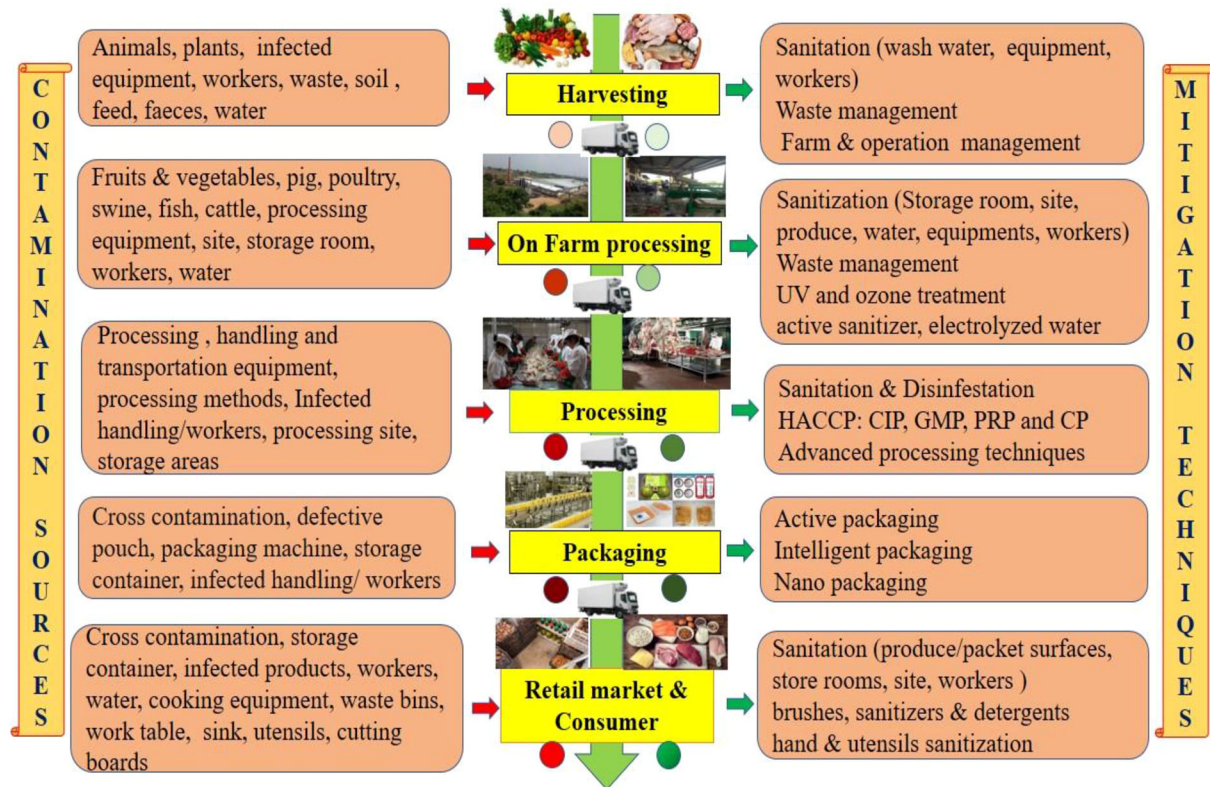 CONTAMINATION SOURCES
Animals, plants, infected
equipment, workers, waste, soil ,
feed, faeces, water
Harvesting
Sanitation (wash water, equipment,
workers)
Waste management
Farm & operation management
MITIGATION TECHNIQUES
Fruits & vegetables, pig, poultry,
swine, fish, cattle, processing
equipment, site, storage room,
workers, water
On Farm processing
Sanitization (Storage room, site,
produce, water, equipments, workers)
Waste management
UV and ozone treatment
active sanitizer, electrolyzed water
Processing , handling and
transportation equipment,
processing methods, Infected
handling/workers, processing site,
storage areas
Processing
Sanitation & Disinfestation
HACCP: CIP, GMP, PRP and CP
Advanced processing techniques
Cross contamination, defective
pouch, packaging machine, storage
container, infected handling/ workers
Packaging
Active packaging
Intelligent packaging
Nano packaging
Cross contamination, storage
container, infected products, workers,
water, cooking equipment, waste bins,
work table, sink, utensils, cutting
boards
Retail market &
Consumer
Sanitation (produce/packet surfaces,
store rooms, site, workers )
brushes, sanitizers & detergents
hand & utensils sanitization